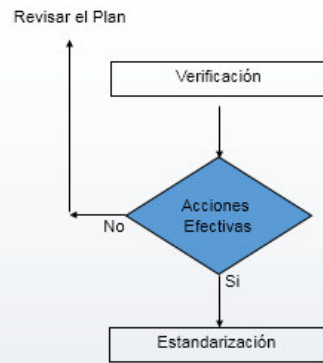 Revisar el Plan
Verificación
Acciones
Efectivas
No
Si
Estandarización